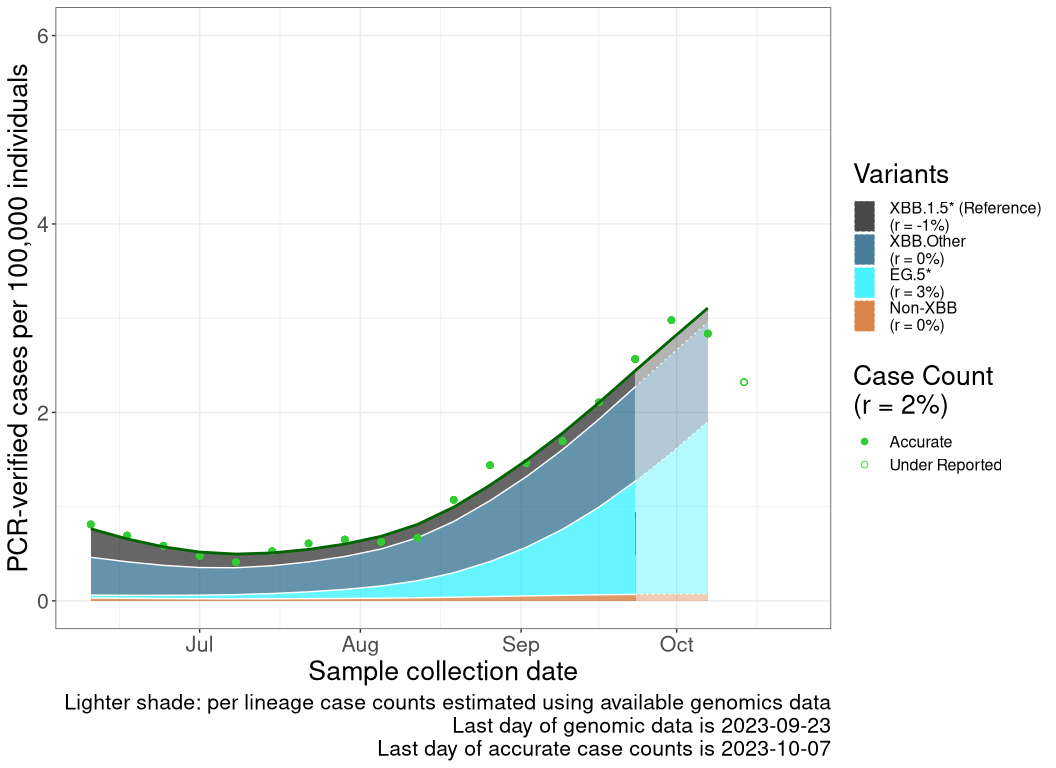 PCR-verified cases per 100,000 individuals
6
4
2
0
Jul
Aug
Sep
Oct
Sample collection date
Lighter shade: per lineage case counts estimated using available genomics data
Last day of genomic data is 2023-09-23
Last day of accurate case counts is 2023-10-07
Variants
XBB.1.5* (Reference)
(r = -1%)
XBB.Other
(r = 0%)
EG.5*
(r = 3%)
Non-XBB
(r = 0%)
Case Count
(r = 2%)
Accurate
Under Reported